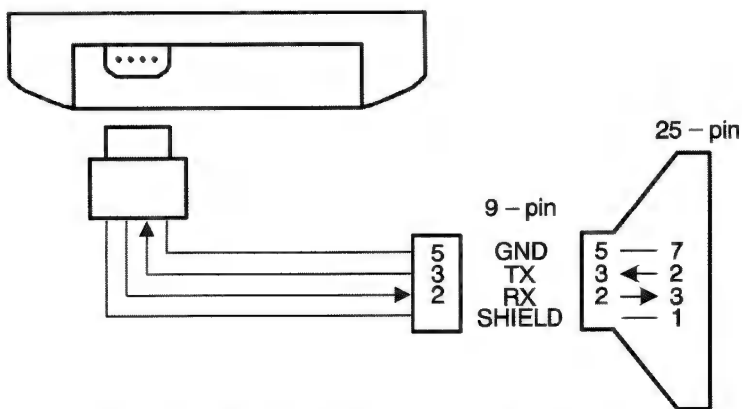 25 – pin
9 – pin
5 GND 5 7
3 TX 3 2
2 RX 2 3
SHIELD 1